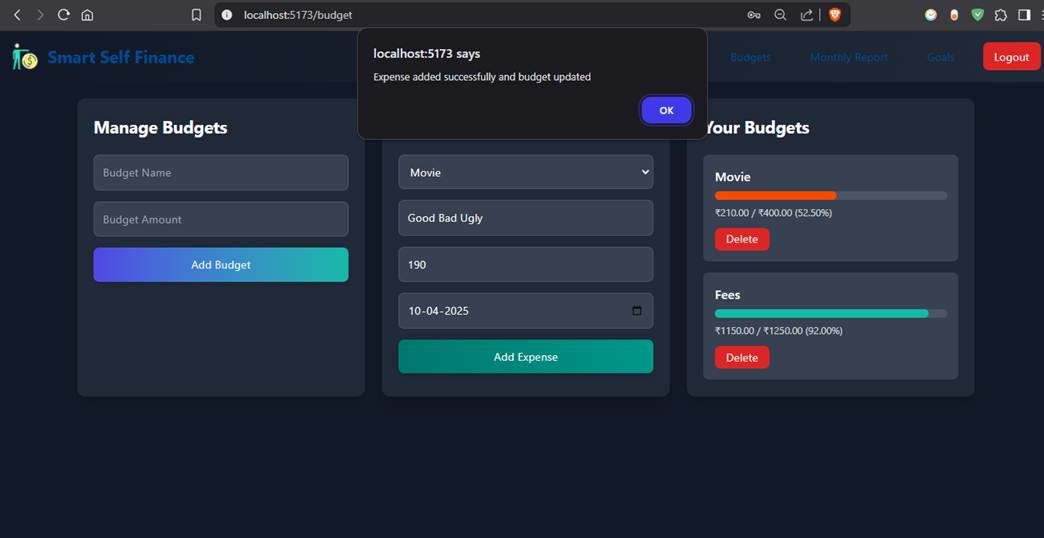 localhost:5173/budget
Smart Self Finance
Budgets
Monthly Report
Goals
Logout
localhost:5173 says
Expense added successfully and budget updated
OK
Manage Budgets
Budget Name
Budget Amount
Add Budget
Movie
Good Bad Ugly
190
10-04-2025
Add Expense
Your Budgets
Movie
₹210.00 / ₹400.00 (52.50%)
Delete
Fees
₹1150.00 / ₹1250.00 (92.00%)
Delete